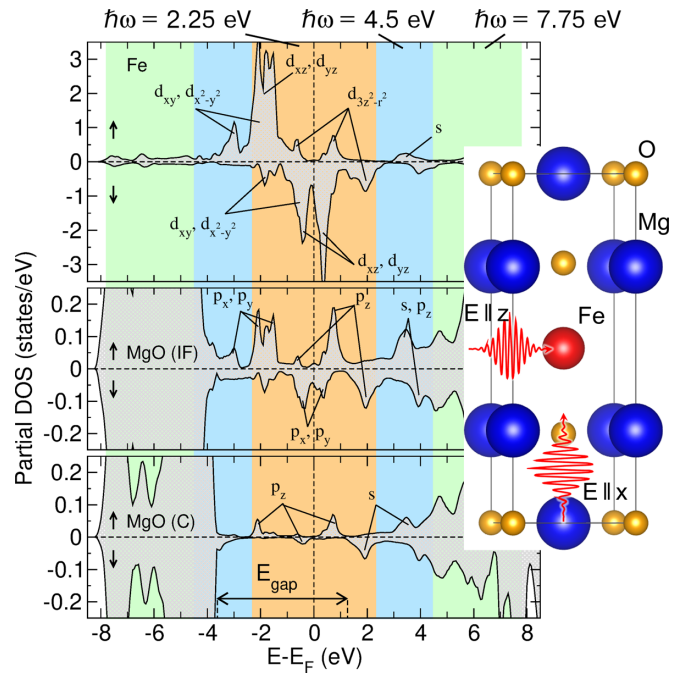 ℏω = 2.25 eV ℏω = 4.5 eV ℏω = 7.75 eV
Fe
d_xz, d_yz
d_xy, d_x²-y²
d_3z²-r²
s
3
2
1
0
-1
-2
-3
d_xy, d_x²-y²
d_xz, d_yz
Partial DOS (states/eV)
0.2
0.1
0
-0.1
-0.2
MgO (IF)
p_x, p_y
p_z
s, p_z
p_x, p_y
0.2
0.1
0
-0.1
-0.2
MgO (C)
p_z
s
E_gap
-8 -6 -4 -2 0 2 4 6 8
E-E_F (eV)
O
Mg
E ∥ z
Fe
E ∥ x